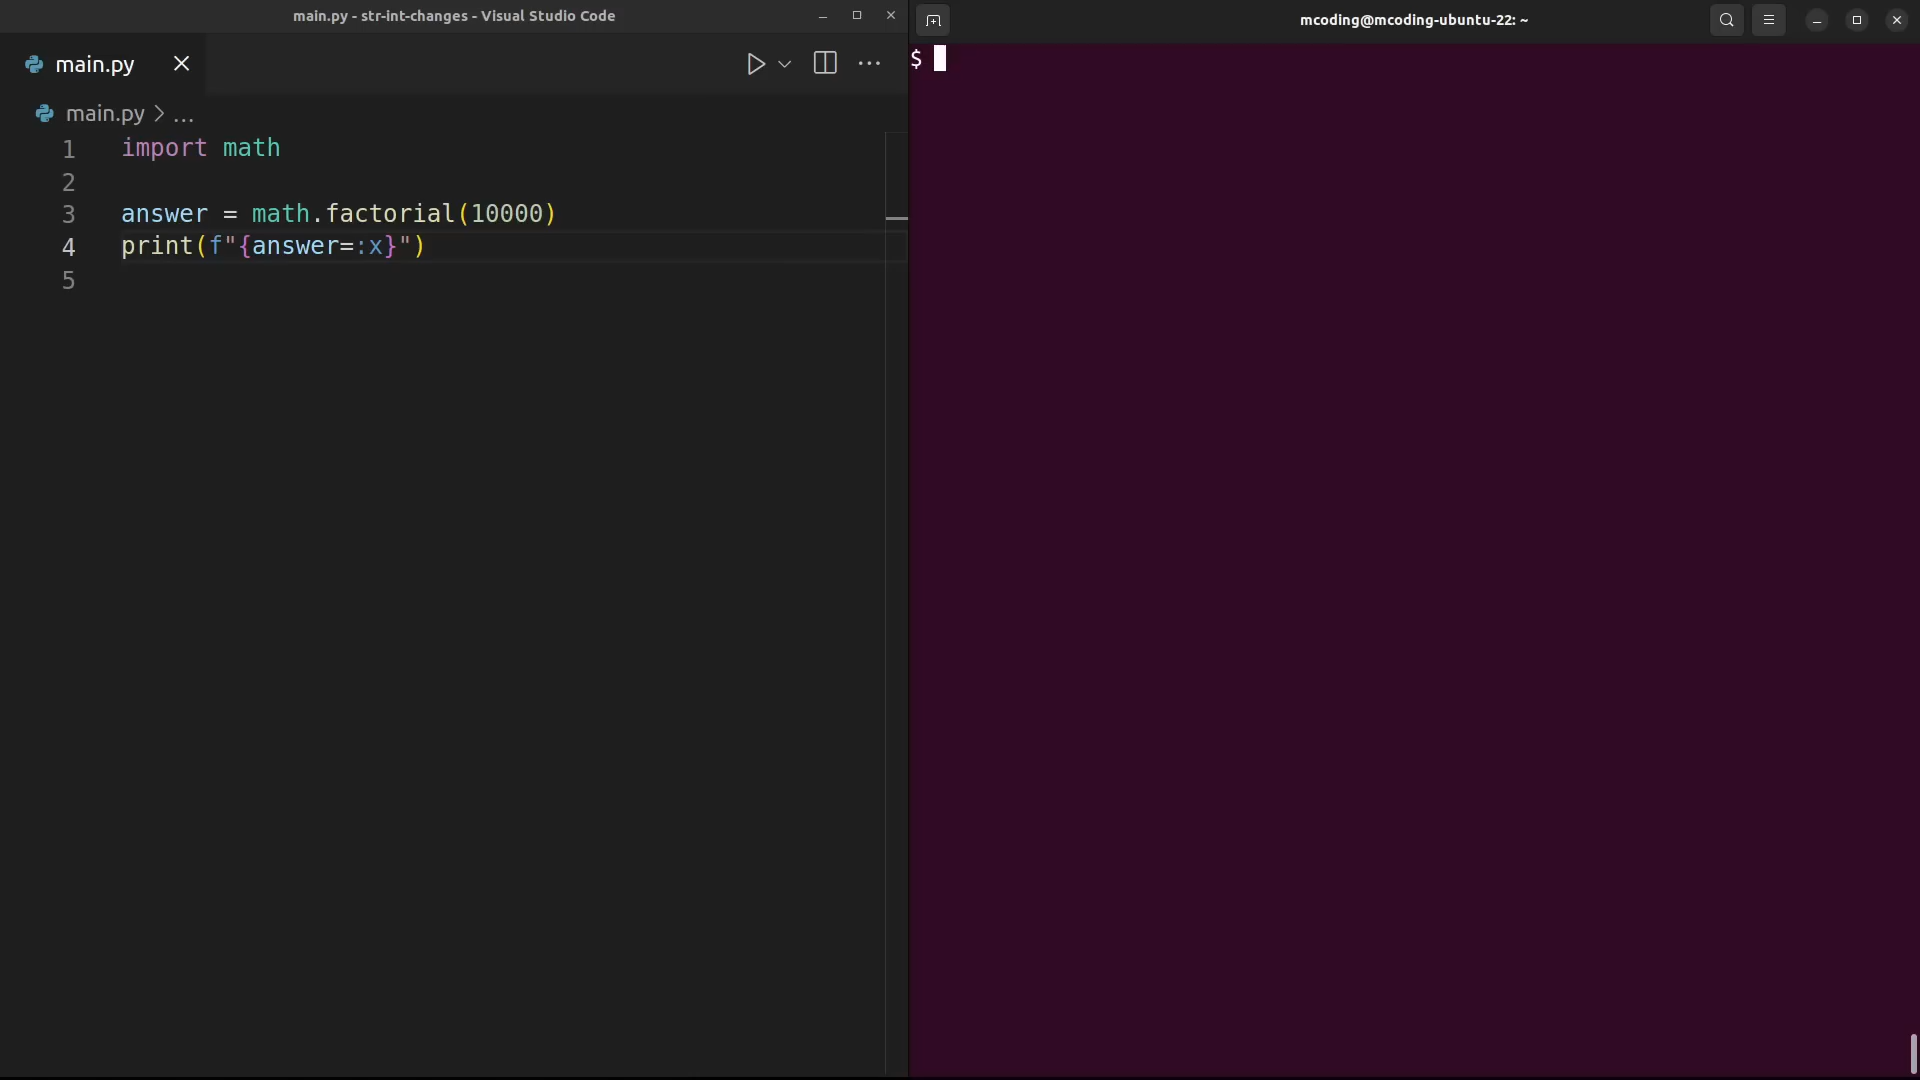 main.py - str-int-changes - Visual Studio Code
main.py
main.py > ...
1 import math
2
3 answer = math.factorial(10000)
4 print(f"{answer=:x}")
5
mcoding@mcoding-ubuntu-22: ~
$